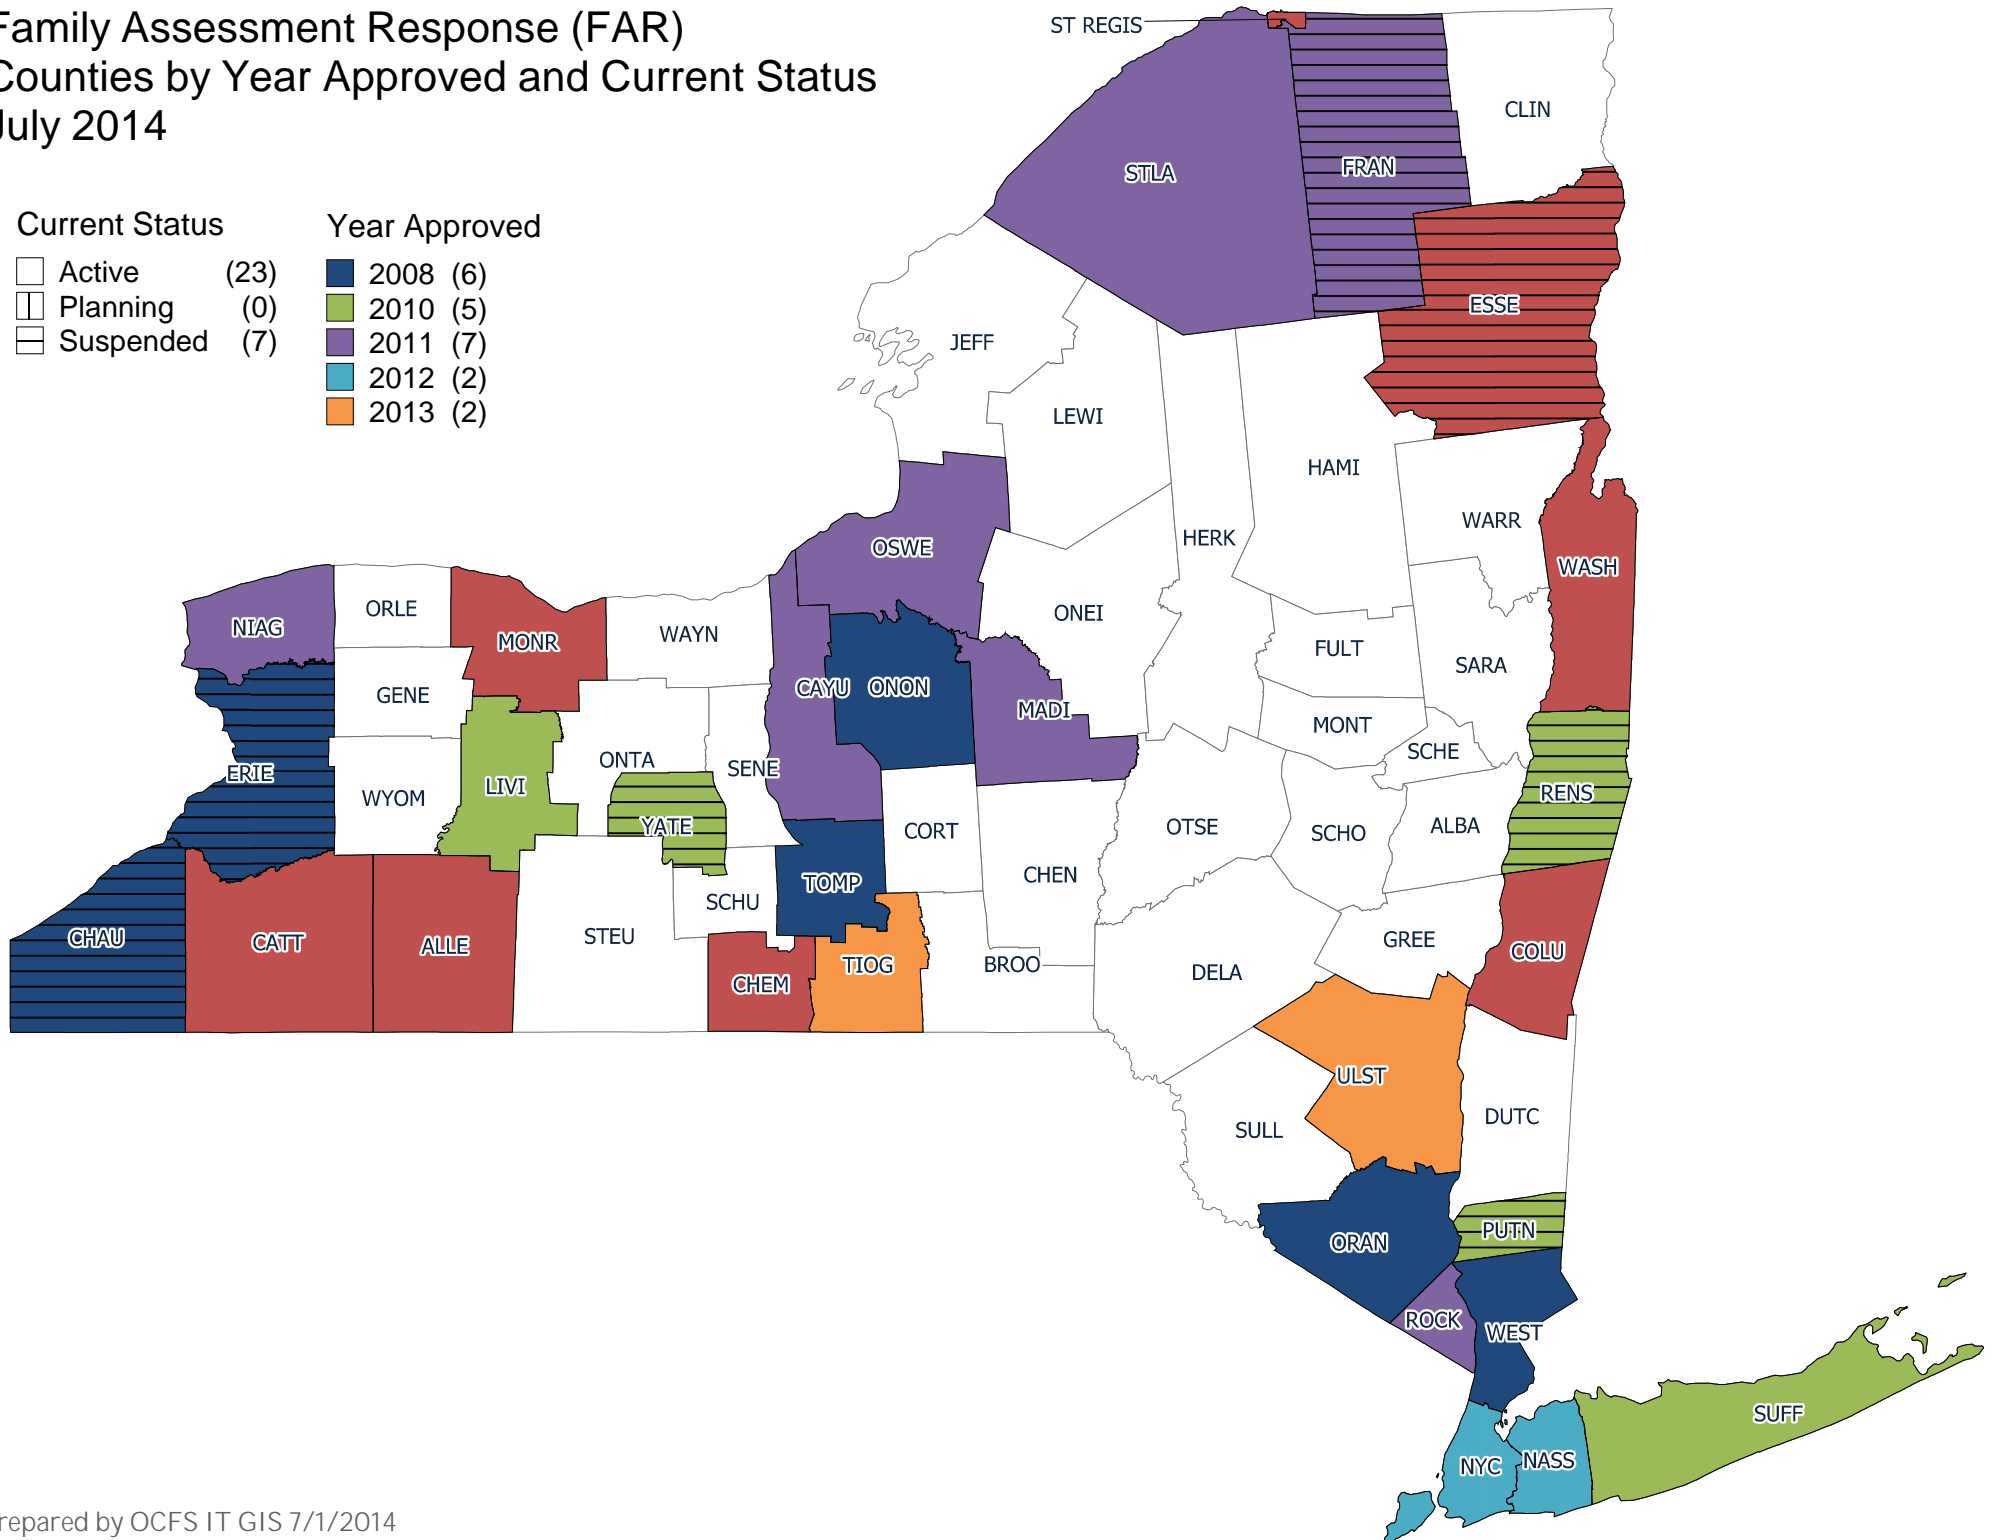 Family Assessment Response (FAR)
Counties by Year Approved and Current Status
July 2014
Current Status
Active (23)
Planning (0)
Suspended (7)
Year Approved
2008 (6)
2010 (5)
2011 (7)
2012 (2)
2013 (2)
ST REGIS
CLIN
STLA
FRAN
ESSE
JEFF
LEWI
HAMI
WARR
HERK
OSWE
WASH
ORLE
NIAG
MONR
WAYN
ONEI
FULT
SARA
GENE
CAYU
ONON
MADI
MONT
SCHE
ERIE
ONTA
SENE
LIVI
WYOM
YATE
CORT
OTSE
SCHO
ALBA
RENS
TOMP
CHEN
SCHU
CHAU
CATT
ALLE
STEU
CHEM
TIOG
BROO
DELA
GREE
COLU
ULST
SULL
DUTC
ORAN
PUTN
ROCK
WEST
SUFF
NYC
NASS
repared by OCFS IT GIS 7/1/2014